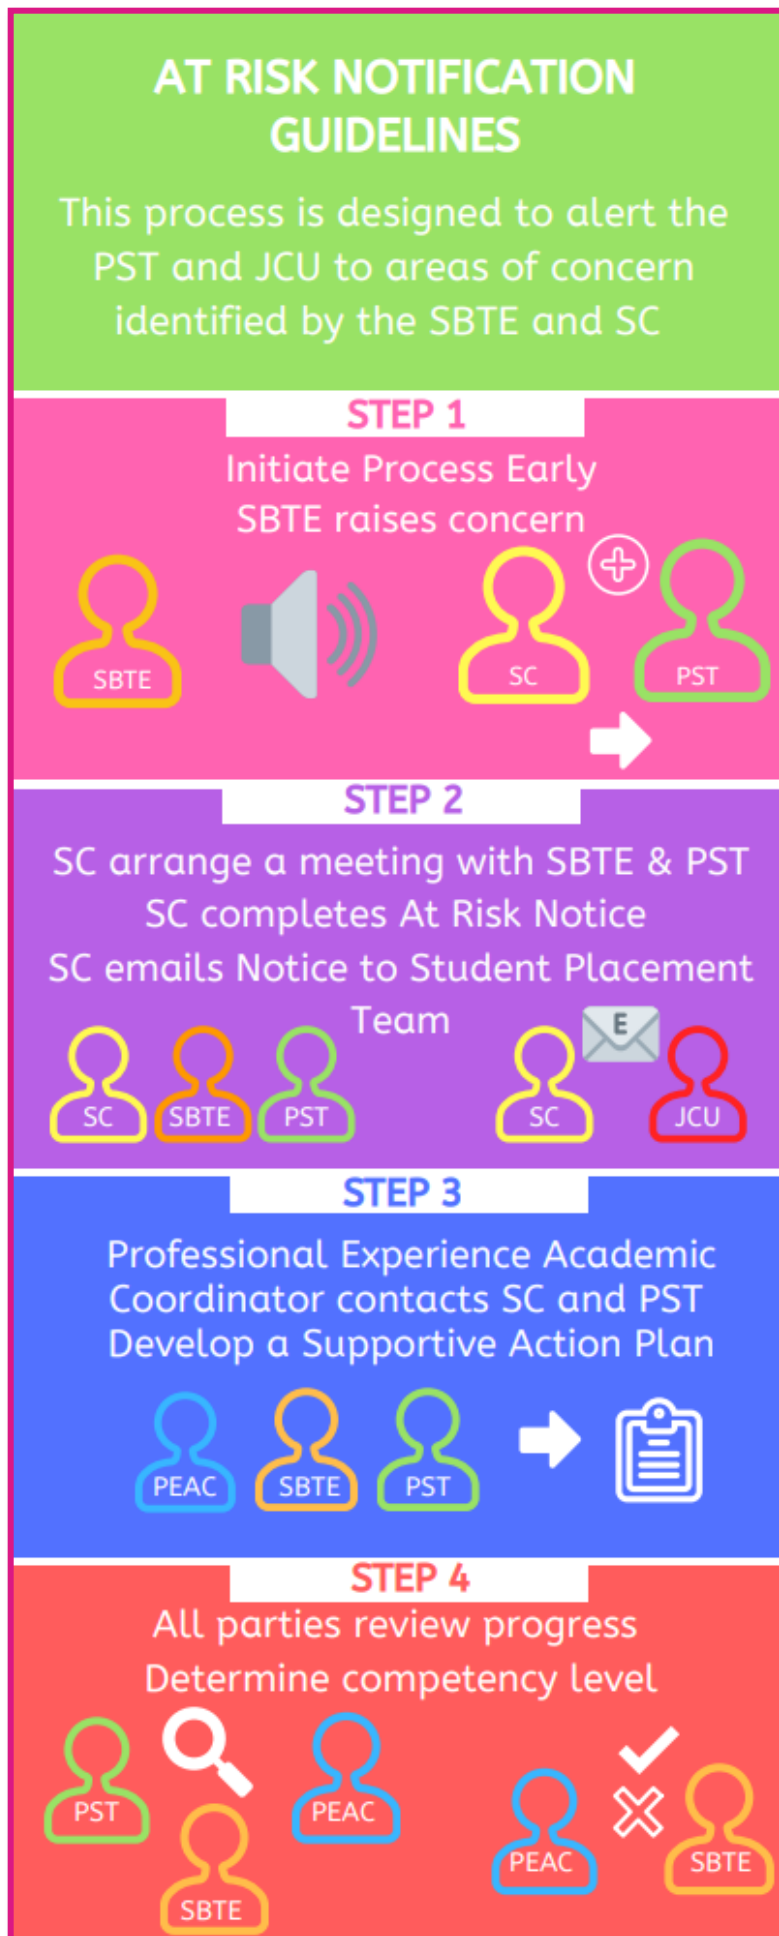 AT RISK NOTIFICATION
GUIDELINES
This process is designed to alert the
PST and JCU to areas of concern
identified by the SBTE and SC
STEP 1
Initiate Process Early
SBTE raises concern
SBTE
SC
PST
STEP 2
SC arrange a meeting with SBTE & PST
SC completes At Risk Notice
SC emails Notice to Student Placement
Team
E
SC
SBTE
PST
SC
JCU
STEP 3
Professional Experience Academic
Coordinator contacts SC and PST
Develop a Supportive Action Plan
PEAC
SBTE
PST
STEP 4
All parties review progress
Determine competency level
PST
PEAC
SBTE
PEAC
SBTE